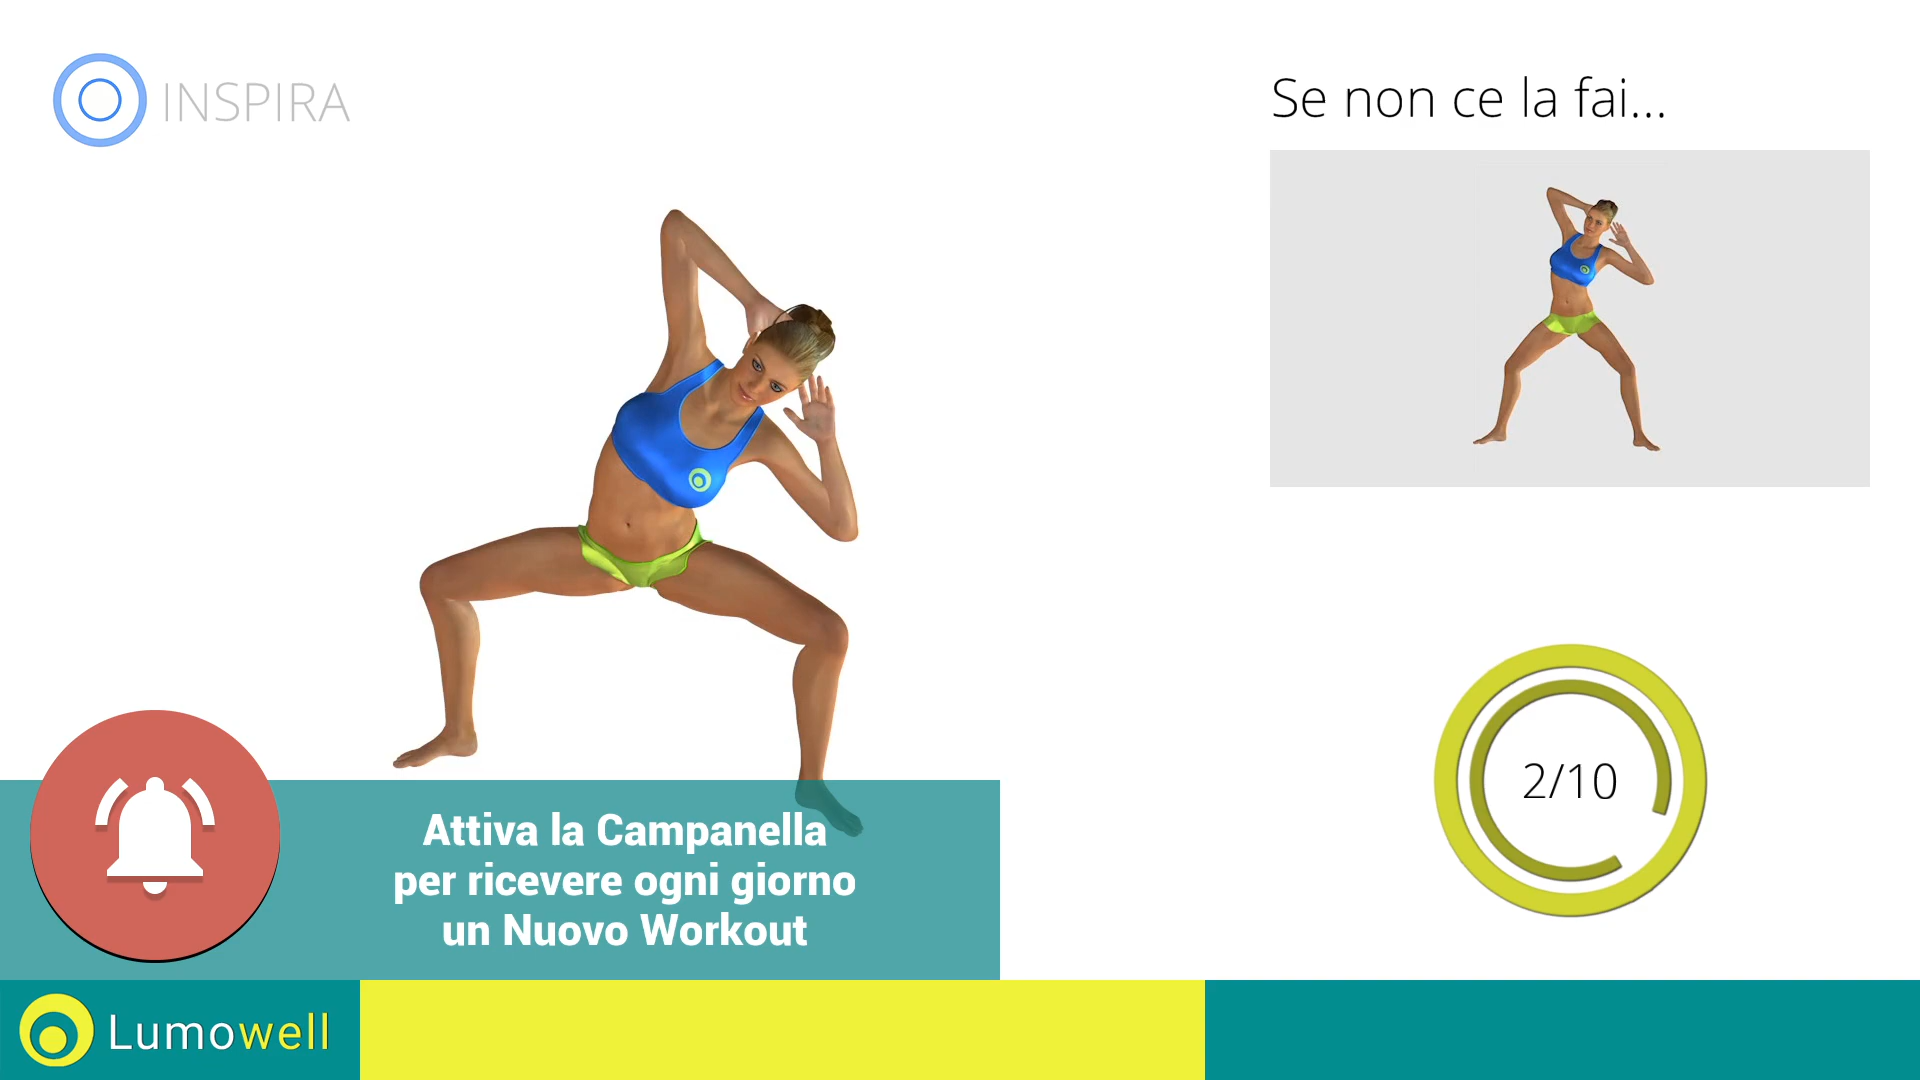 INSPIRA
Se non ce la fai...
2/10
Attiva la Campanella
per ricevere ogni giorno
un Nuovo Workout
Lumowell